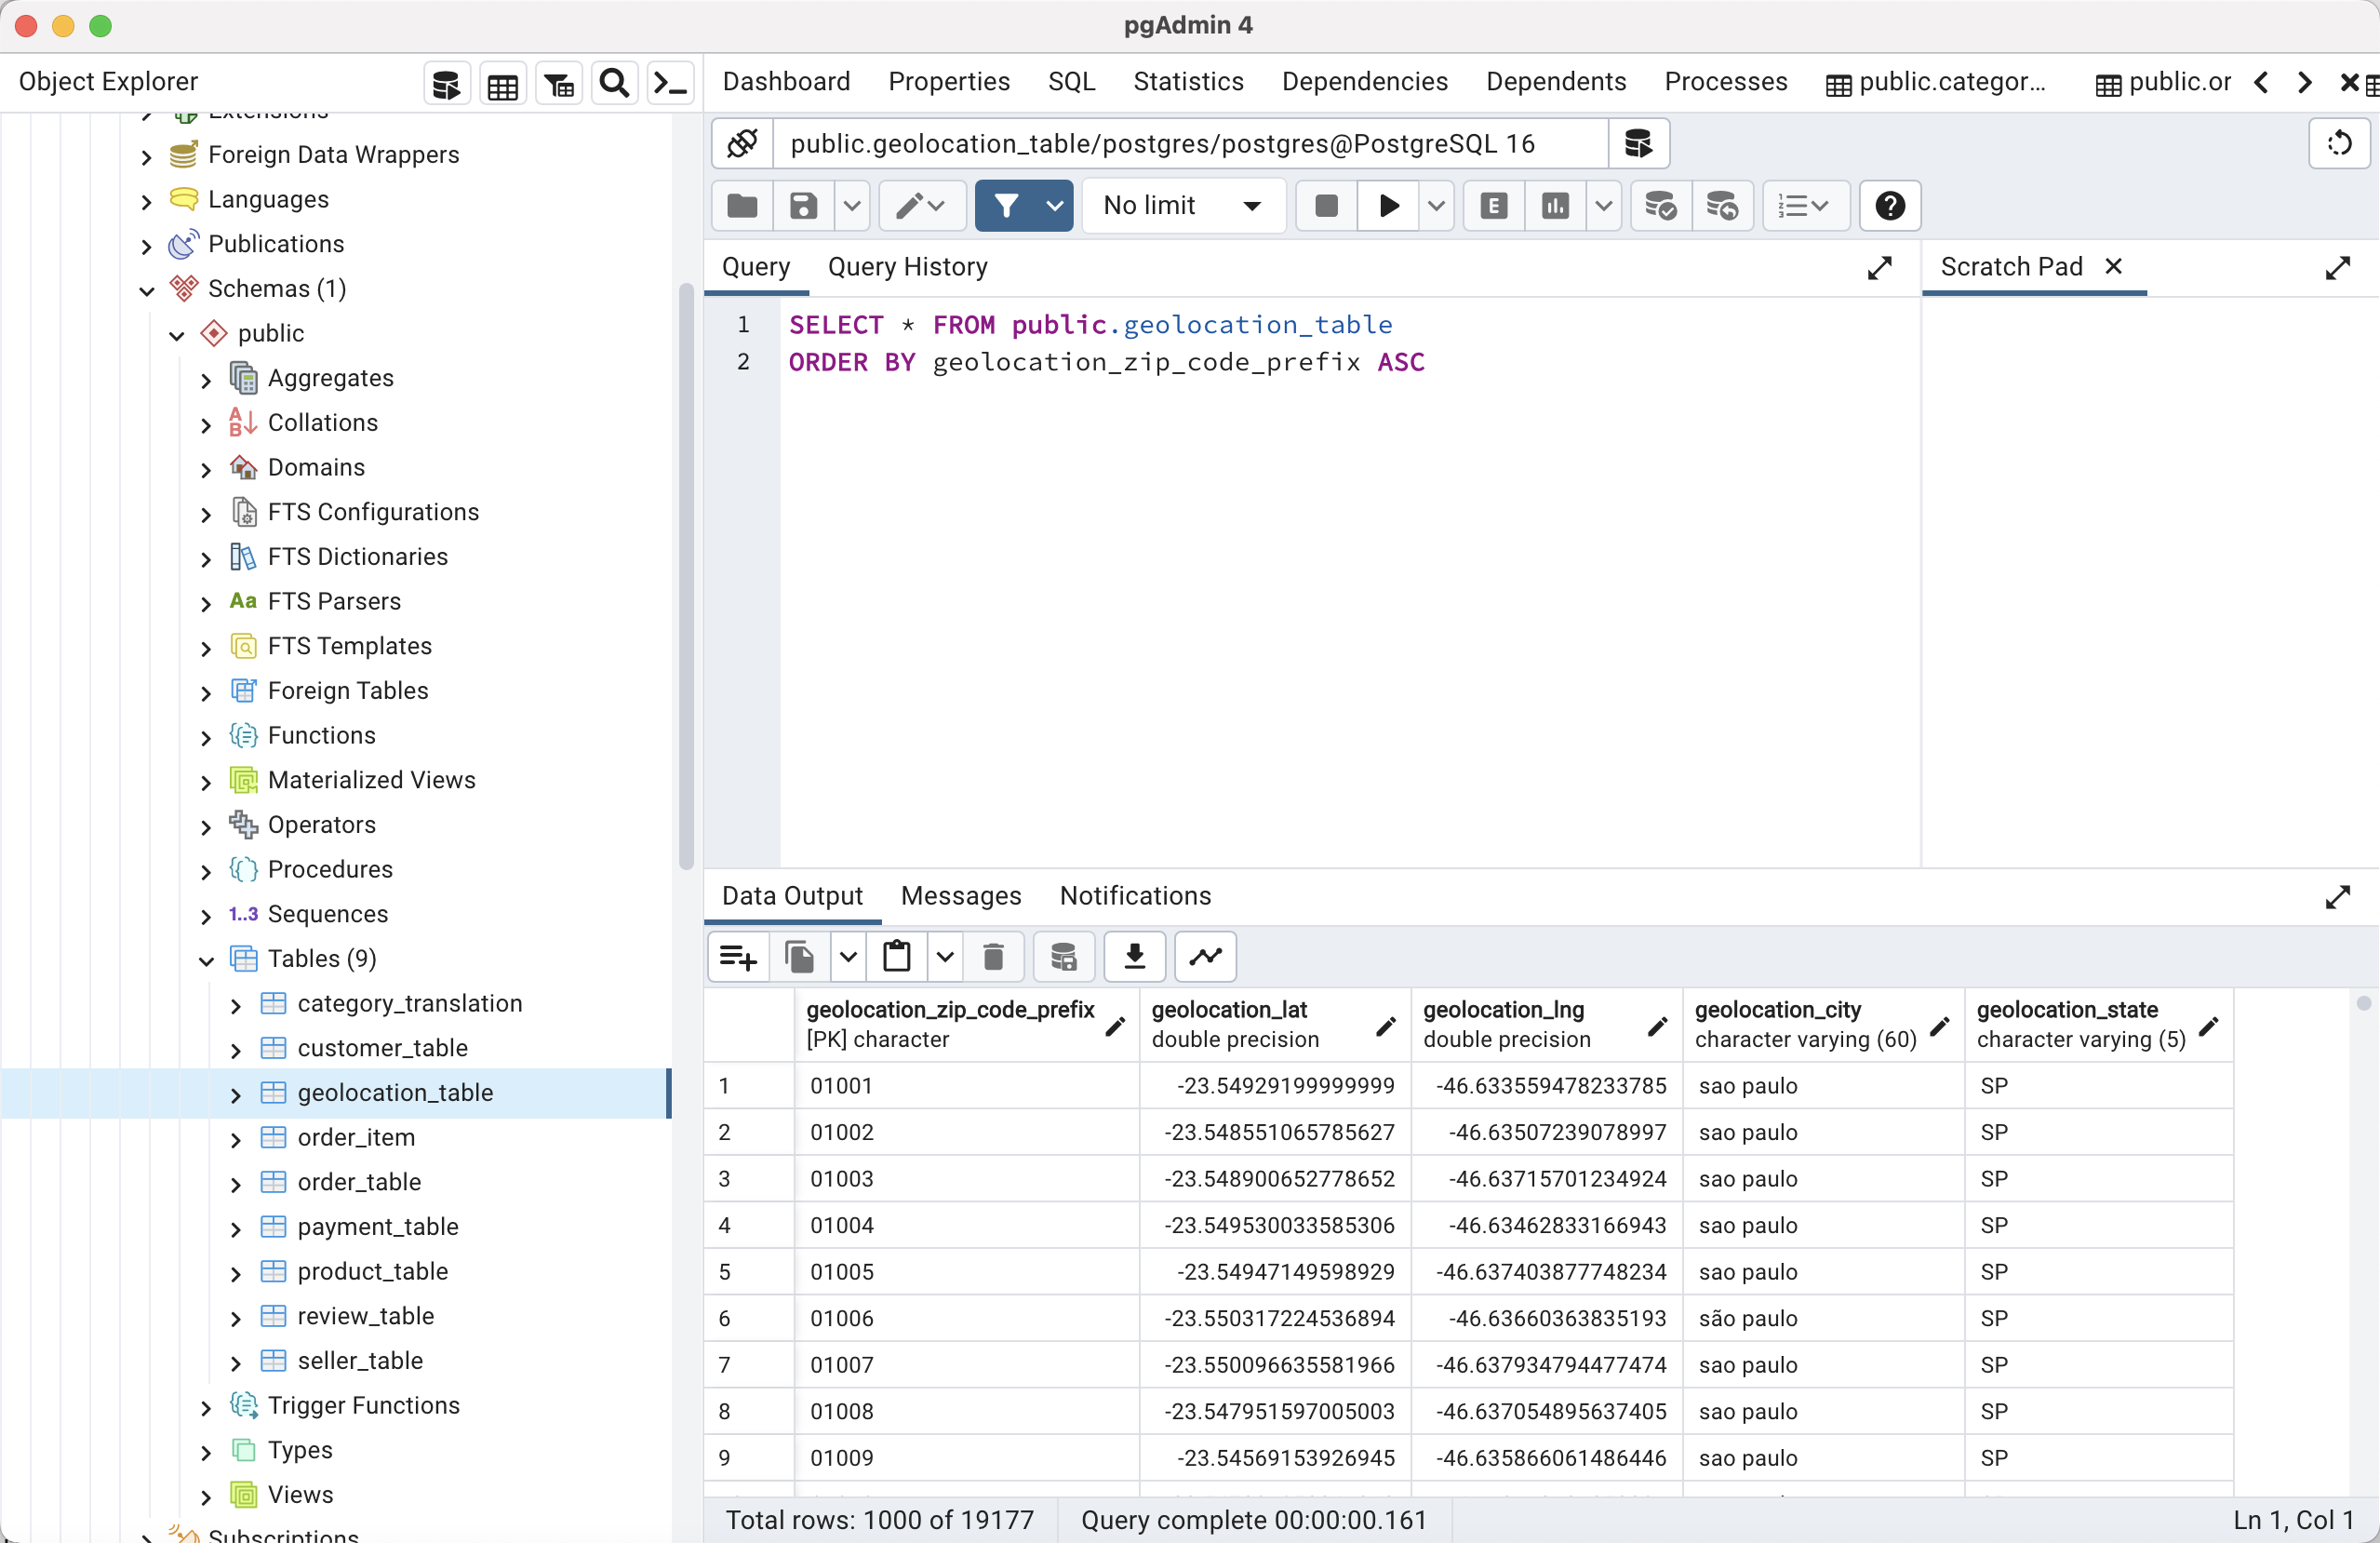 pgAdmin 4
Object Explorer
Extensions
Foreign Data Wrappers
Languages
Publications
Schemas (1)
public
Aggregates
Collations
Domains
FTS Configurations
FTS Dictionaries
Aa FTS Parsers
FTS Templates
Foreign Tables
Functions
Materialized Views
Operators
Procedures
1..3 Sequences
Tables (9)
category_translation
customer_table
geolocation_table
order_item
order_table
payment_table
product_table
review_table
seller_table
Trigger Functions
Types
Views
Subscriptions
Dashboard Properties SQL Statistics Dependencies Dependents Processes public.categor... public.or
public.geolocation_table/postgres/postgres@PostgreSQL 16
No limit
Query Query History Scratch Pad
1 SELECT * FROM public.geolocation_table
2 ORDER BY geolocation_zip_code_prefix ASC
Data Output Messages Notifications
geolocation_zip_code_prefix geolocation_lat geolocation_lng geolocation_city geolocation_state
[PK] character double precision double precision character varying (60) character varying (5)
1 01001 -23.54929199999999 -46.633559478233785 sao paulo SP
2 01002 -23.548551065785627 -46.63507239078997 sao paulo SP
3 01003 -23.548900652778652 -46.63715701234924 sao paulo SP
4 01004 -23.549530033585306 -46.63462833166943 sao paulo SP
5 01005 -23.54947149598929 -46.637403877748234 sao paulo SP
6 01006 -23.550317224536894 -46.63660363835193 são paulo SP
7 01007 -23.550096635581966 -46.637934794477474 sao paulo SP
8 01008 -23.547951597005003 -46.637054895637405 sao paulo SP
9 01009 -23.54569153926945 -46.635866061486446 sao paulo SP
Total rows: 1000 of 19177 Query complete 00:00:00.161 Ln 1, Col 1